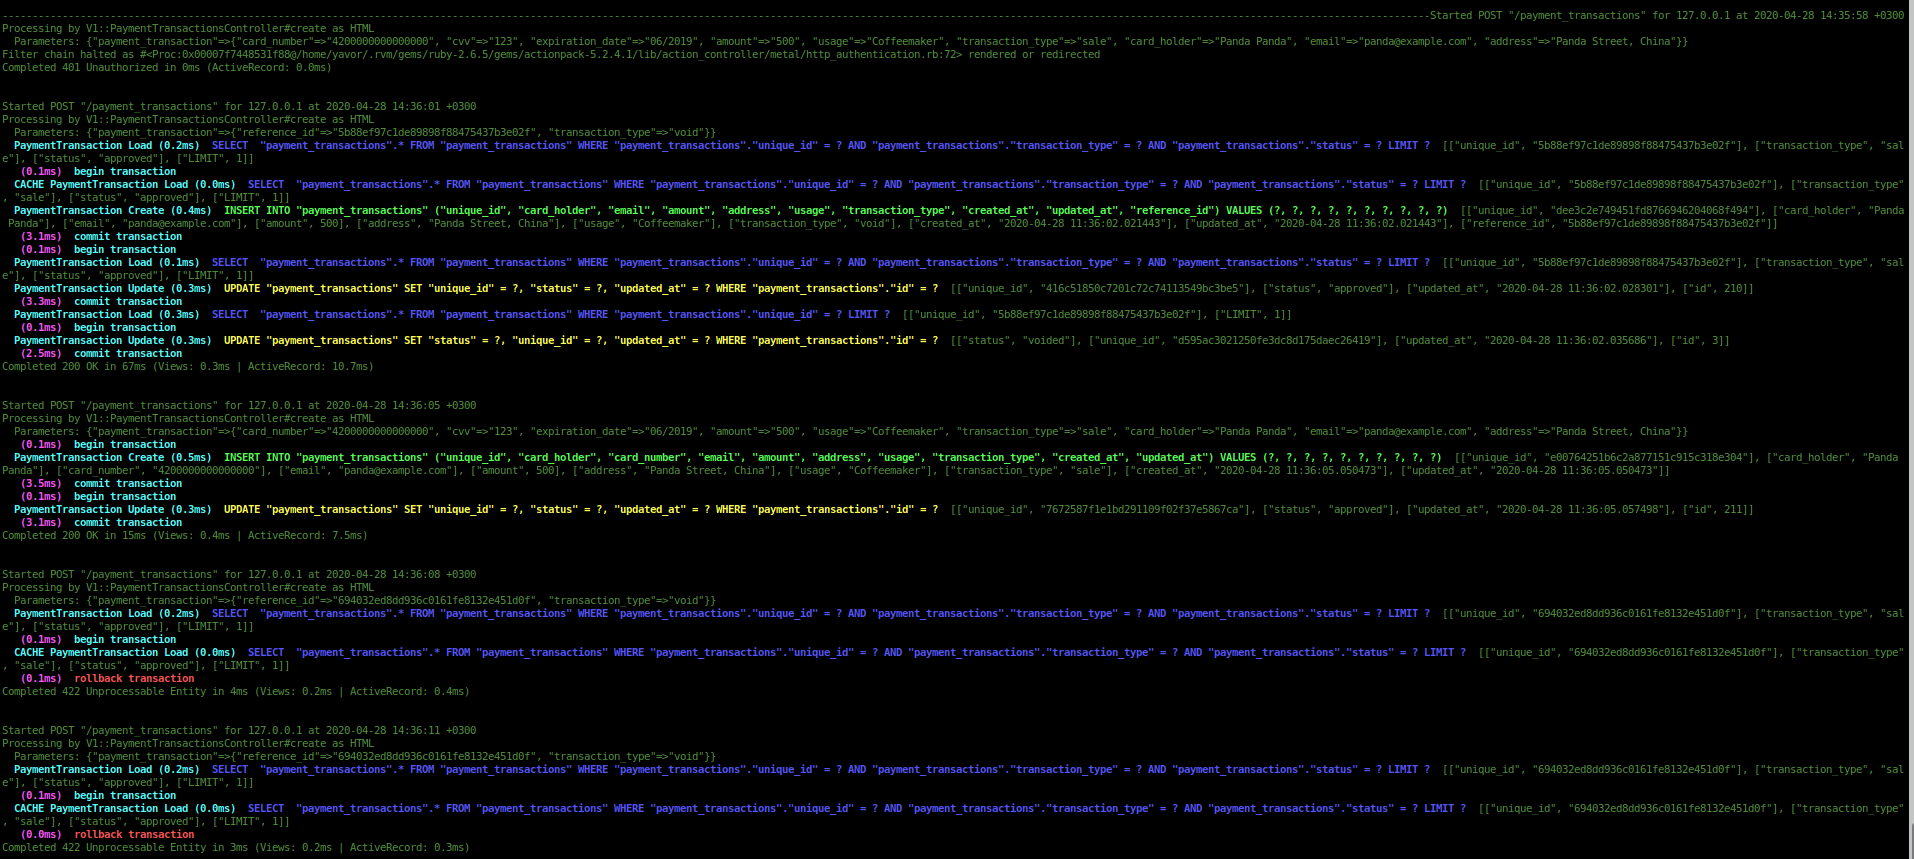 --------------------------------------------------------------------------------------------------------------------------------------------------------------------------------------------------------------------------------------------Started POST "/payment_transactions" for 127.0.0.1 at 2020-04-28 14:35:58 +0300
Processing by V1::PaymentTransactionsController#create as HTML
  Parameters: {"payment_transaction"=>{"card_number"=>"4200000000000000", "cvv"=>"123", "expiration_date"=>"06/2019", "amount"=>"500", "usage"=>"Coffeemaker", "transaction_type"=>"sale", "card_holder"=>"Panda Panda", "email"=>"panda@example.com", "address"=>"Panda Street, China"}}
Filter chain halted as #<Proc:0x00007f7448531f88@/home/yavor/.rvm/gems/ruby-2.6.5/gems/actionpack-5.2.4.1/lib/action_controller/metal/http_authentication.rb:72> rendered or redirected
Completed 401 Unauthorized in 0ms (ActiveRecord: 0.0ms)
Started POST "/payment_transactions" for 127.0.0.1 at 2020-04-28 14:36:01 +0300
Processing by V1::PaymentTransactionsController#create as HTML
  Parameters: {"payment_transaction"=>{"reference_id"=>"5b88ef97c1de89898f88475437b3e02f", "transaction_type"=>"void"}}
  PaymentTransaction Load (0.2ms)  SELECT  "payment_transactions".* FROM "payment_transactions" WHERE "payment_transactions"."unique_id" = ? AND "payment_transactions"."transaction_type" = ? AND "payment_transactions"."status" = ? LIMIT ?  [["unique_id", "5b88ef97c1de89898f88475437b3e02f"], ["transaction_type", "sal
e"], ["status", "approved"], ["LIMIT", 1]]
   (0.1ms)  begin transaction
  CACHE PaymentTransaction Load (0.0ms)  SELECT  "payment_transactions".* FROM "payment_transactions" WHERE "payment_transactions"."unique_id" = ? AND "payment_transactions"."transaction_type" = ? AND "payment_transactions"."status" = ? LIMIT ?  [["unique_id", "5b88ef97c1de89898f88475437b3e02f"], ["transaction_type"
, "sale"], ["status", "approved"], ["LIMIT", 1]]
  PaymentTransaction Create (0.4ms)  INSERT INTO "payment_transactions" ("unique_id", "card_holder", "email", "amount", "address", "usage", "transaction_type", "created_at", "updated_at", "reference_id") VALUES (?, ?, ?, ?, ?, ?, ?, ?, ?, ?)  [["unique_id", "dee3c2e749451fd8766946204068f494"], ["card_holder", "Panda
 Panda"], ["email", "panda@example.com"], ["amount", 500], ["address", "Panda Street, China"], ["usage", "Coffeemaker"], ["transaction_type", "void"], ["created_at", "2020-04-28 11:36:02.021443"], ["updated_at", "2020-04-28 11:36:02.021443"], ["reference_id", "5b88ef97c1de89898f88475437b3e02f"]]
   (3.1ms)  commit transaction
   (0.1ms)  begin transaction
  PaymentTransaction Load (0.1ms)  SELECT  "payment_transactions".* FROM "payment_transactions" WHERE "payment_transactions"."unique_id" = ? AND "payment_transactions"."transaction_type" = ? AND "payment_transactions"."status" = ? LIMIT ?  [["unique_id", "5b88ef97c1de89898f88475437b3e02f"], ["transaction_type", "sal
e"], ["status", "approved"], ["LIMIT", 1]]
  PaymentTransaction Update (0.3ms)  UPDATE "payment_transactions" SET "unique_id" = ?, "status" = ?, "updated_at" = ? WHERE "payment_transactions"."id" = ?  [["unique_id", "416c51850c7201c72c74113549bc3be5"], ["status", "approved"], ["updated_at", "2020-04-28 11:36:02.028301"], ["id", 210]]
   (3.3ms)  commit transaction
  PaymentTransaction Load (0.3ms)  SELECT  "payment_transactions".* FROM "payment_transactions" WHERE "payment_transactions"."unique_id" = ? LIMIT ?  [["unique_id", "5b88ef97c1de89898f88475437b3e02f"], ["LIMIT", 1]]
   (0.1ms)  begin transaction
  PaymentTransaction Update (0.3ms)  UPDATE "payment_transactions" SET "status" = ?, "unique_id" = ?, "updated_at" = ? WHERE "payment_transactions"."id" = ?  [["status", "voided"], ["unique_id", "d595ac3021250fe3dc8d175daec26419"], ["updated_at", "2020-04-28 11:36:02.035686"], ["id", 3]]
   (2.5ms)  commit transaction
Completed 200 OK in 67ms (Views: 0.3ms | ActiveRecord: 10.7ms)
Started POST "/payment_transactions" for 127.0.0.1 at 2020-04-28 14:36:05 +0300
Processing by V1::PaymentTransactionsController#create as HTML
  Parameters: {"payment_transaction"=>{"card_number"=>"4200000000000000", "cvv"=>"123", "expiration_date"=>"06/2019", "amount"=>"500", "usage"=>"Coffeemaker", "transaction_type"=>"sale", "card_holder"=>"Panda Panda", "email"=>"panda@example.com", "address"=>"Panda Street, China"}}
   (0.1ms)  begin transaction
  PaymentTransaction Create (0.5ms)  INSERT INTO "payment_transactions" ("unique_id", "card_holder", "card_number", "email", "amount", "address", "usage", "transaction_type", "created_at", "updated_at") VALUES (?, ?, ?, ?, ?, ?, ?, ?, ?, ?)  [["unique_id", "e00764251b6c2a877151c915c318e304"], ["card_holder", "Panda 
Panda"], ["card_number", "4200000000000000"], ["email", "panda@example.com"], ["amount", 500], ["address", "Panda Street, China"], ["usage", "Coffeemaker"], ["transaction_type", "sale"], ["created_at", "2020-04-28 11:36:05.050473"], ["updated_at", "2020-04-28 11:36:05.050473"]]
   (3.5ms)  commit transaction
   (0.1ms)  begin transaction
  PaymentTransaction Update (0.3ms)  UPDATE "payment_transactions" SET "unique_id" = ?, "status" = ?, "updated_at" = ? WHERE "payment_transactions"."id" = ?  [["unique_id", "7672587f1e1bd291109f02f37e5867ca"], ["status", "approved"], ["updated_at", "2020-04-28 11:36:05.057498"], ["id", 211]]
   (3.1ms)  commit transaction
Completed 200 OK in 15ms (Views: 0.4ms | ActiveRecord: 7.5ms)
Started POST "/payment_transactions" for 127.0.0.1 at 2020-04-28 14:36:08 +0300
Processing by V1::PaymentTransactionsController#create as HTML
  Parameters: {"payment_transaction"=>{"reference_id"=>"694032ed8dd936c0161fe8132e451d0f", "transaction_type"=>"void"}}
  PaymentTransaction Load (0.2ms)  SELECT  "payment_transactions".* FROM "payment_transactions" WHERE "payment_transactions"."unique_id" = ? AND "payment_transactions"."transaction_type" = ? AND "payment_transactions"."status" = ? LIMIT ?  [["unique_id", "694032ed8dd936c0161fe8132e451d0f"], ["transaction_type", "sal
e"], ["status", "approved"], ["LIMIT", 1]]
   (0.1ms)  begin transaction
  CACHE PaymentTransaction Load (0.0ms)  SELECT  "payment_transactions".* FROM "payment_transactions" WHERE "payment_transactions"."unique_id" = ? AND "payment_transactions"."transaction_type" = ? AND "payment_transactions"."status" = ? LIMIT ?  [["unique_id", "694032ed8dd936c0161fe8132e451d0f"], ["transaction_type"
, "sale"], ["status", "approved"], ["LIMIT", 1]]
   (0.1ms)  rollback transaction
Completed 422 Unprocessable Entity in 4ms (Views: 0.2ms | ActiveRecord: 0.4ms)
Started POST "/payment_transactions" for 127.0.0.1 at 2020-04-28 14:36:11 +0300
Processing by V1::PaymentTransactionsController#create as HTML
  Parameters: {"payment_transaction"=>{"reference_id"=>"694032ed8dd936c0161fe8132e451d0f", "transaction_type"=>"void"}}
  PaymentTransaction Load (0.2ms)  SELECT  "payment_transactions".* FROM "payment_transactions" WHERE "payment_transactions"."unique_id" = ? AND "payment_transactions"."transaction_type" = ? AND "payment_transactions"."status" = ? LIMIT ?  [["unique_id", "694032ed8dd936c0161fe8132e451d0f"], ["transaction_type", "sal
e"], ["status", "approved"], ["LIMIT", 1]]
   (0.1ms)  begin transaction
  CACHE PaymentTransaction Load (0.0ms)  SELECT  "payment_transactions".* FROM "payment_transactions" WHERE "payment_transactions"."unique_id" = ? AND "payment_transactions"."transaction_type" = ? AND "payment_transactions"."status" = ? LIMIT ?  [["unique_id", "694032ed8dd936c0161fe8132e451d0f"], ["transaction_type"
, "sale"], ["status", "approved"], ["LIMIT", 1]]
   (0.0ms)  rollback transaction
Completed 422 Unprocessable Entity in 3ms (Views: 0.2ms | ActiveRecord: 0.3ms)